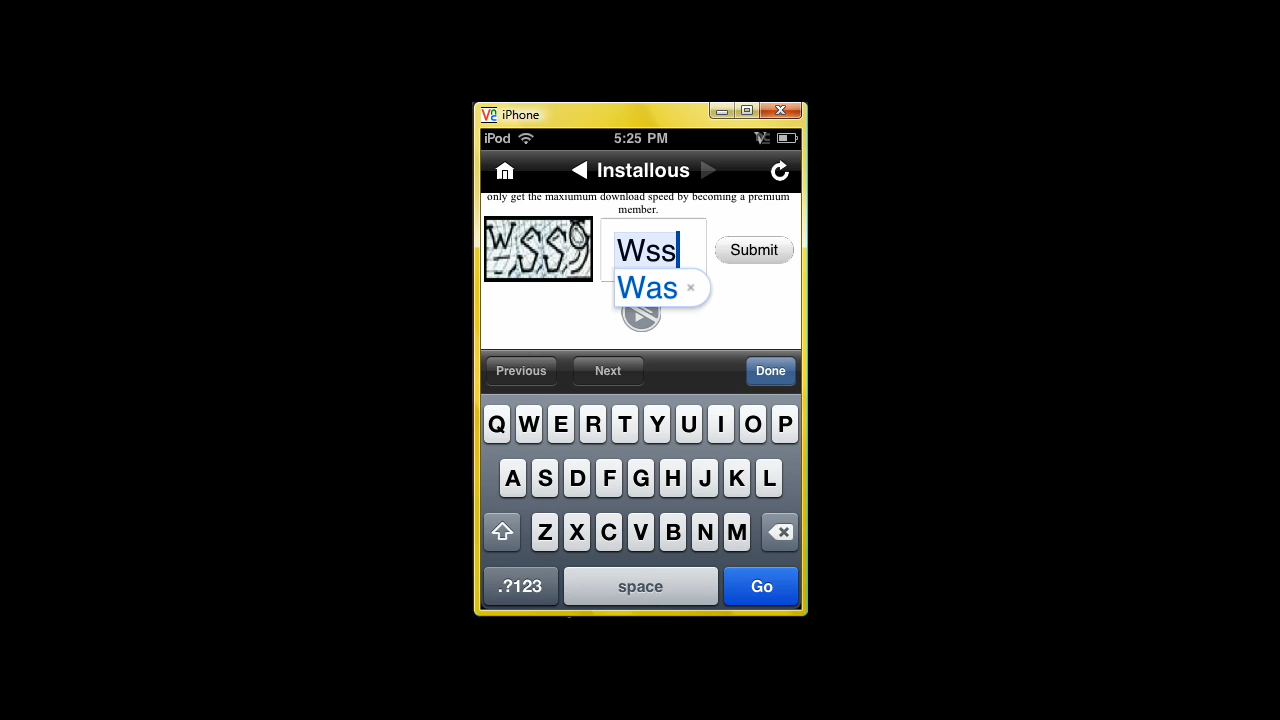 iPhone
iPod 5:25 PM
Installous
only get the maxiumum download speed by becoming a premium
member.
Wss9 Wss Submit
Was ×
Previous Next Done
Q W E R T Y U I O P
A S D F G H J K L
Z X C V B N M
.?123 space Go